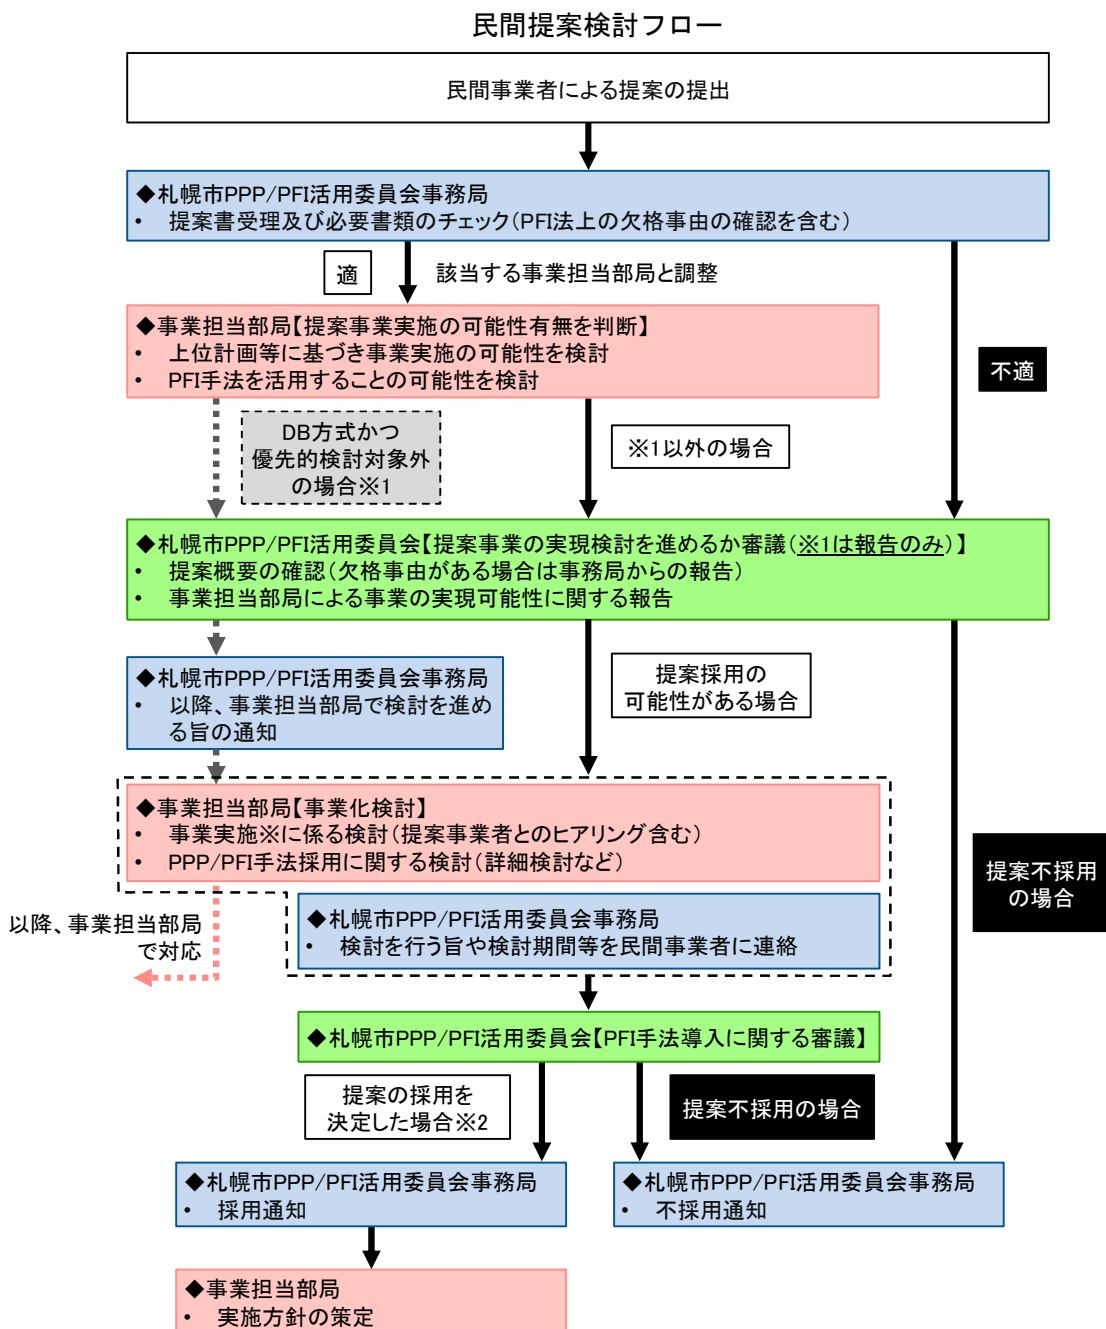 民間提案検討フロー
民間事業者による提案の提出
◆札幌市PPP/PFI活用委員会事務局
・ 提案書受理及び必要書類のチェック(PFI法上の欠格事由の確認を含む)
適
該当する事業担当部局と調整
◆事業担当部局【提案事業実施の可能性有無を判断】
・ 上位計画等に基づき事業実施の可能性を検討
・ PFI手法を活用することの可能性を検討
不適
DB方式かつ
優先的検討対象外
の場合※1
※1以外の場合
◆札幌市PPP/PFI活用委員会【提案事業の実現検討を進めるか審議(※1は報告のみ)】
・ 提案概要の確認(欠格事由がある場合は事務局からの報告)
・ 事業担当部局による事業の実現可能性に関する報告
◆札幌市PPP/PFI活用委員会事務局
・ 以降、事業担当部局で検討を進め
る旨の通知
提案採用の
可能性がある場合
◆事業担当部局【事業化検討】
・ 事業実施※に係る検討(提案事業者とのヒアリング含む)
・ PPP/PFI手法採用に関する検討(詳細検討など)
提案不採用
の場合
以降、事業担当部局
で対応
◆札幌市PPP/PFI活用委員会事務局
・ 検討を行う旨や検討期間等を民間事業者に連絡
◆札幌市PPP/PFI活用委員会【PFI手法導入に関する審議】
提案の採用を
決定した場合※2
提案不採用の場合
◆札幌市PPP/PFI活用委員会事務局
・ 採用通知
◆札幌市PPP/PFI活用委員会事務局
・ 不採用通知
◆事業担当部局
・ 実施方針の策定